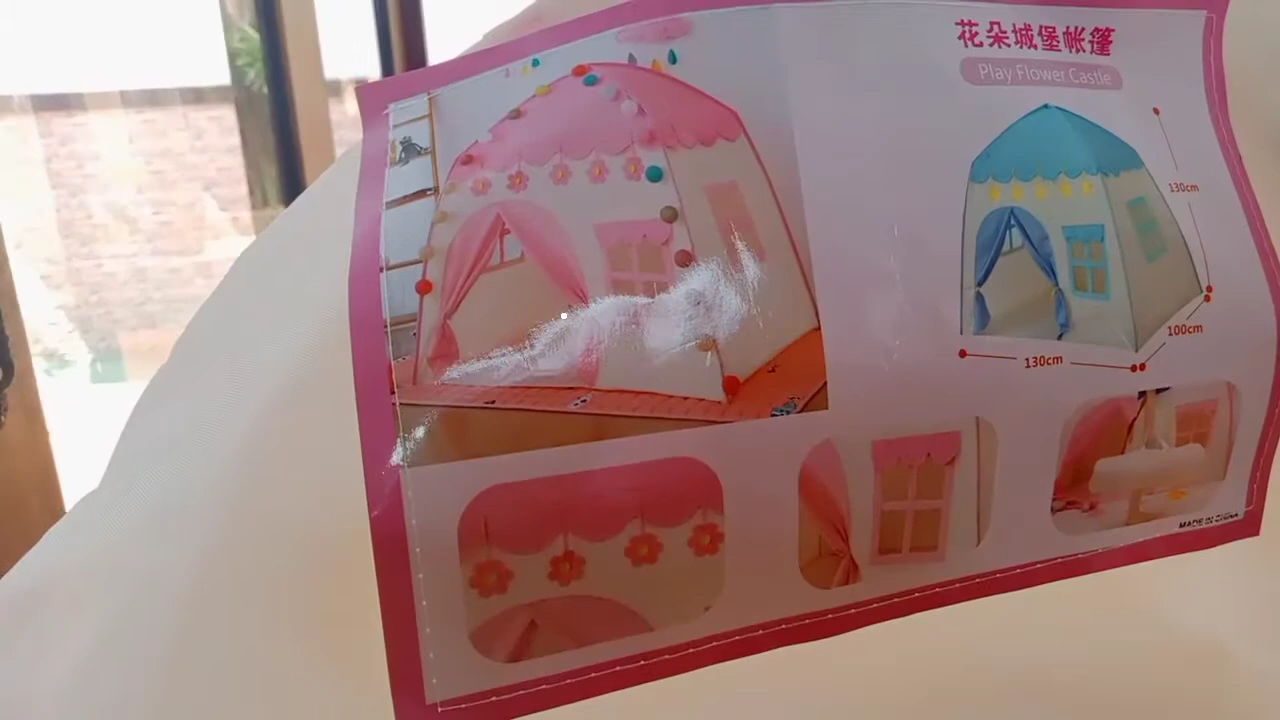 花朵城堡帐篷
Play Flower Castle
130cm
100cm
130cm
MADE IN CHINA